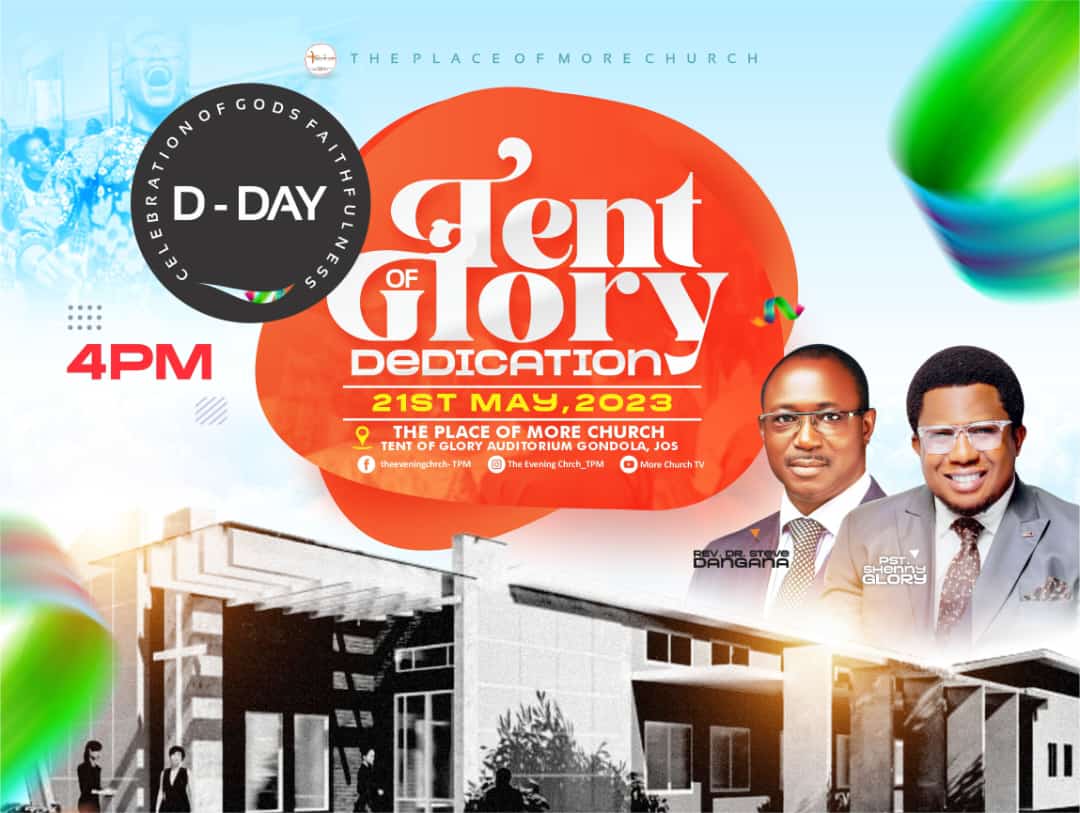 THE PLACE OF MORE CHURCH
CELEBRATION OF GODS FAITHFULNESS
D - DAY
4PM
Tent
OF
Glory
DEDICATION
21ST MAY, 2023
THE PLACE OF MORE CHURCH
TENT OF GLORY AUDITORIUM GONDOLA, JOS
theeveningchrch- TPM The Evening Chrch_TPM More Church TV
REV. DR. STEVE
DANGANA
PST.
SHENNY
GLORY